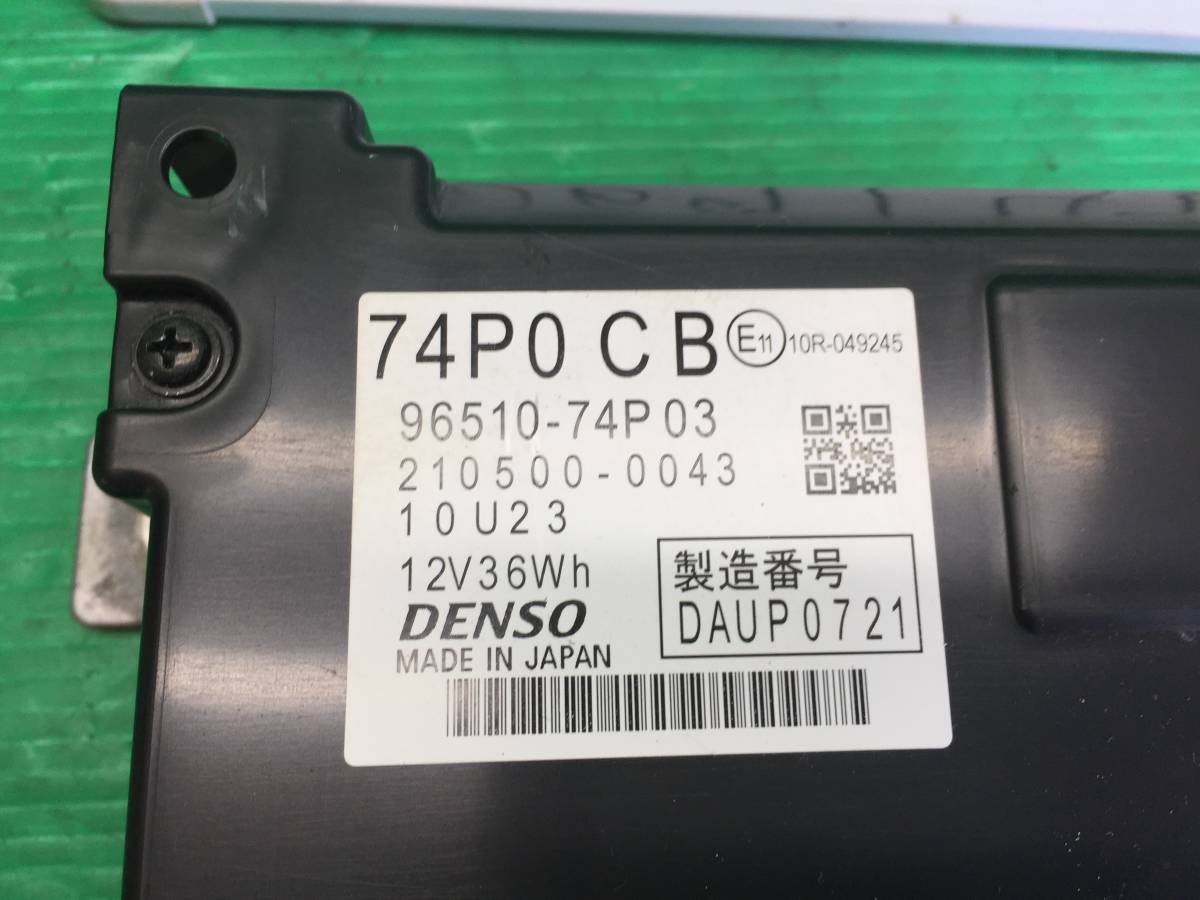 74P0 CB E11 10R-049245
96510-74P03
210500-0043
10U23
12V36Wh
DENSO
MADE IN JAPAN
製造番号
DAUP0721